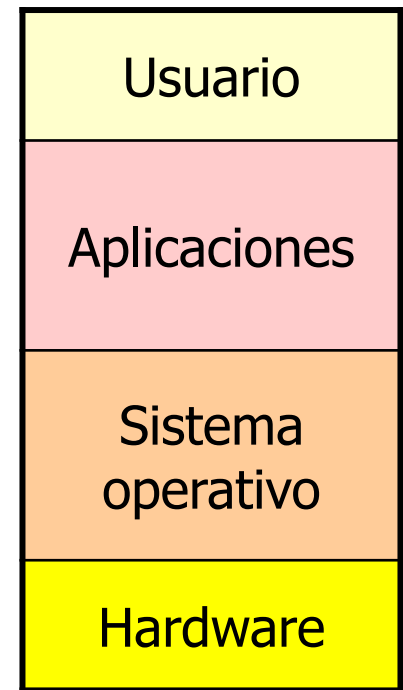 Usuario
Aplicaciones
Sistema
operativo
Hardware